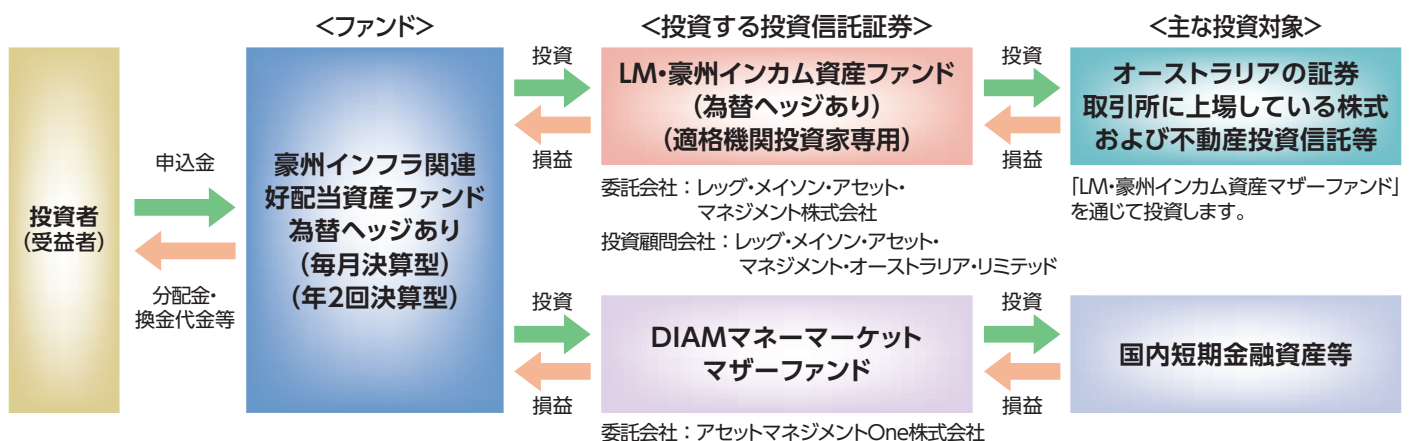 <ファンド>
<投資する投資信託証券>
<主な投資対象>
投資者
(受益者)
申込金
分配金・
換金代金等
豪州インフラ関連
好配当資産ファンド
為替ヘッジあり
(毎月決算型)
(年2回決算型)
投資
損益
LM・豪州インカム資産ファンド
(為替ヘッジあり)
(適格機関投資家専用)
委託会社:レッグ・メイソン・アセット・
マネジメント株式会社
投資顧問会社:レッグ・メイソン・アセット・
マネジメント・オーストラリア・リミテッド
投資
損益
オーストラリアの証券
取引所に上場している株式
および不動産投資信託等
「LM・豪州インカム資産マザーファンド」
を通じて投資します。
投資
損益
DIAMマネーマーケット
マザーファンド
委託会社:アセットマネジメントOne株式会社
投資
損益
国内短期金融資産等